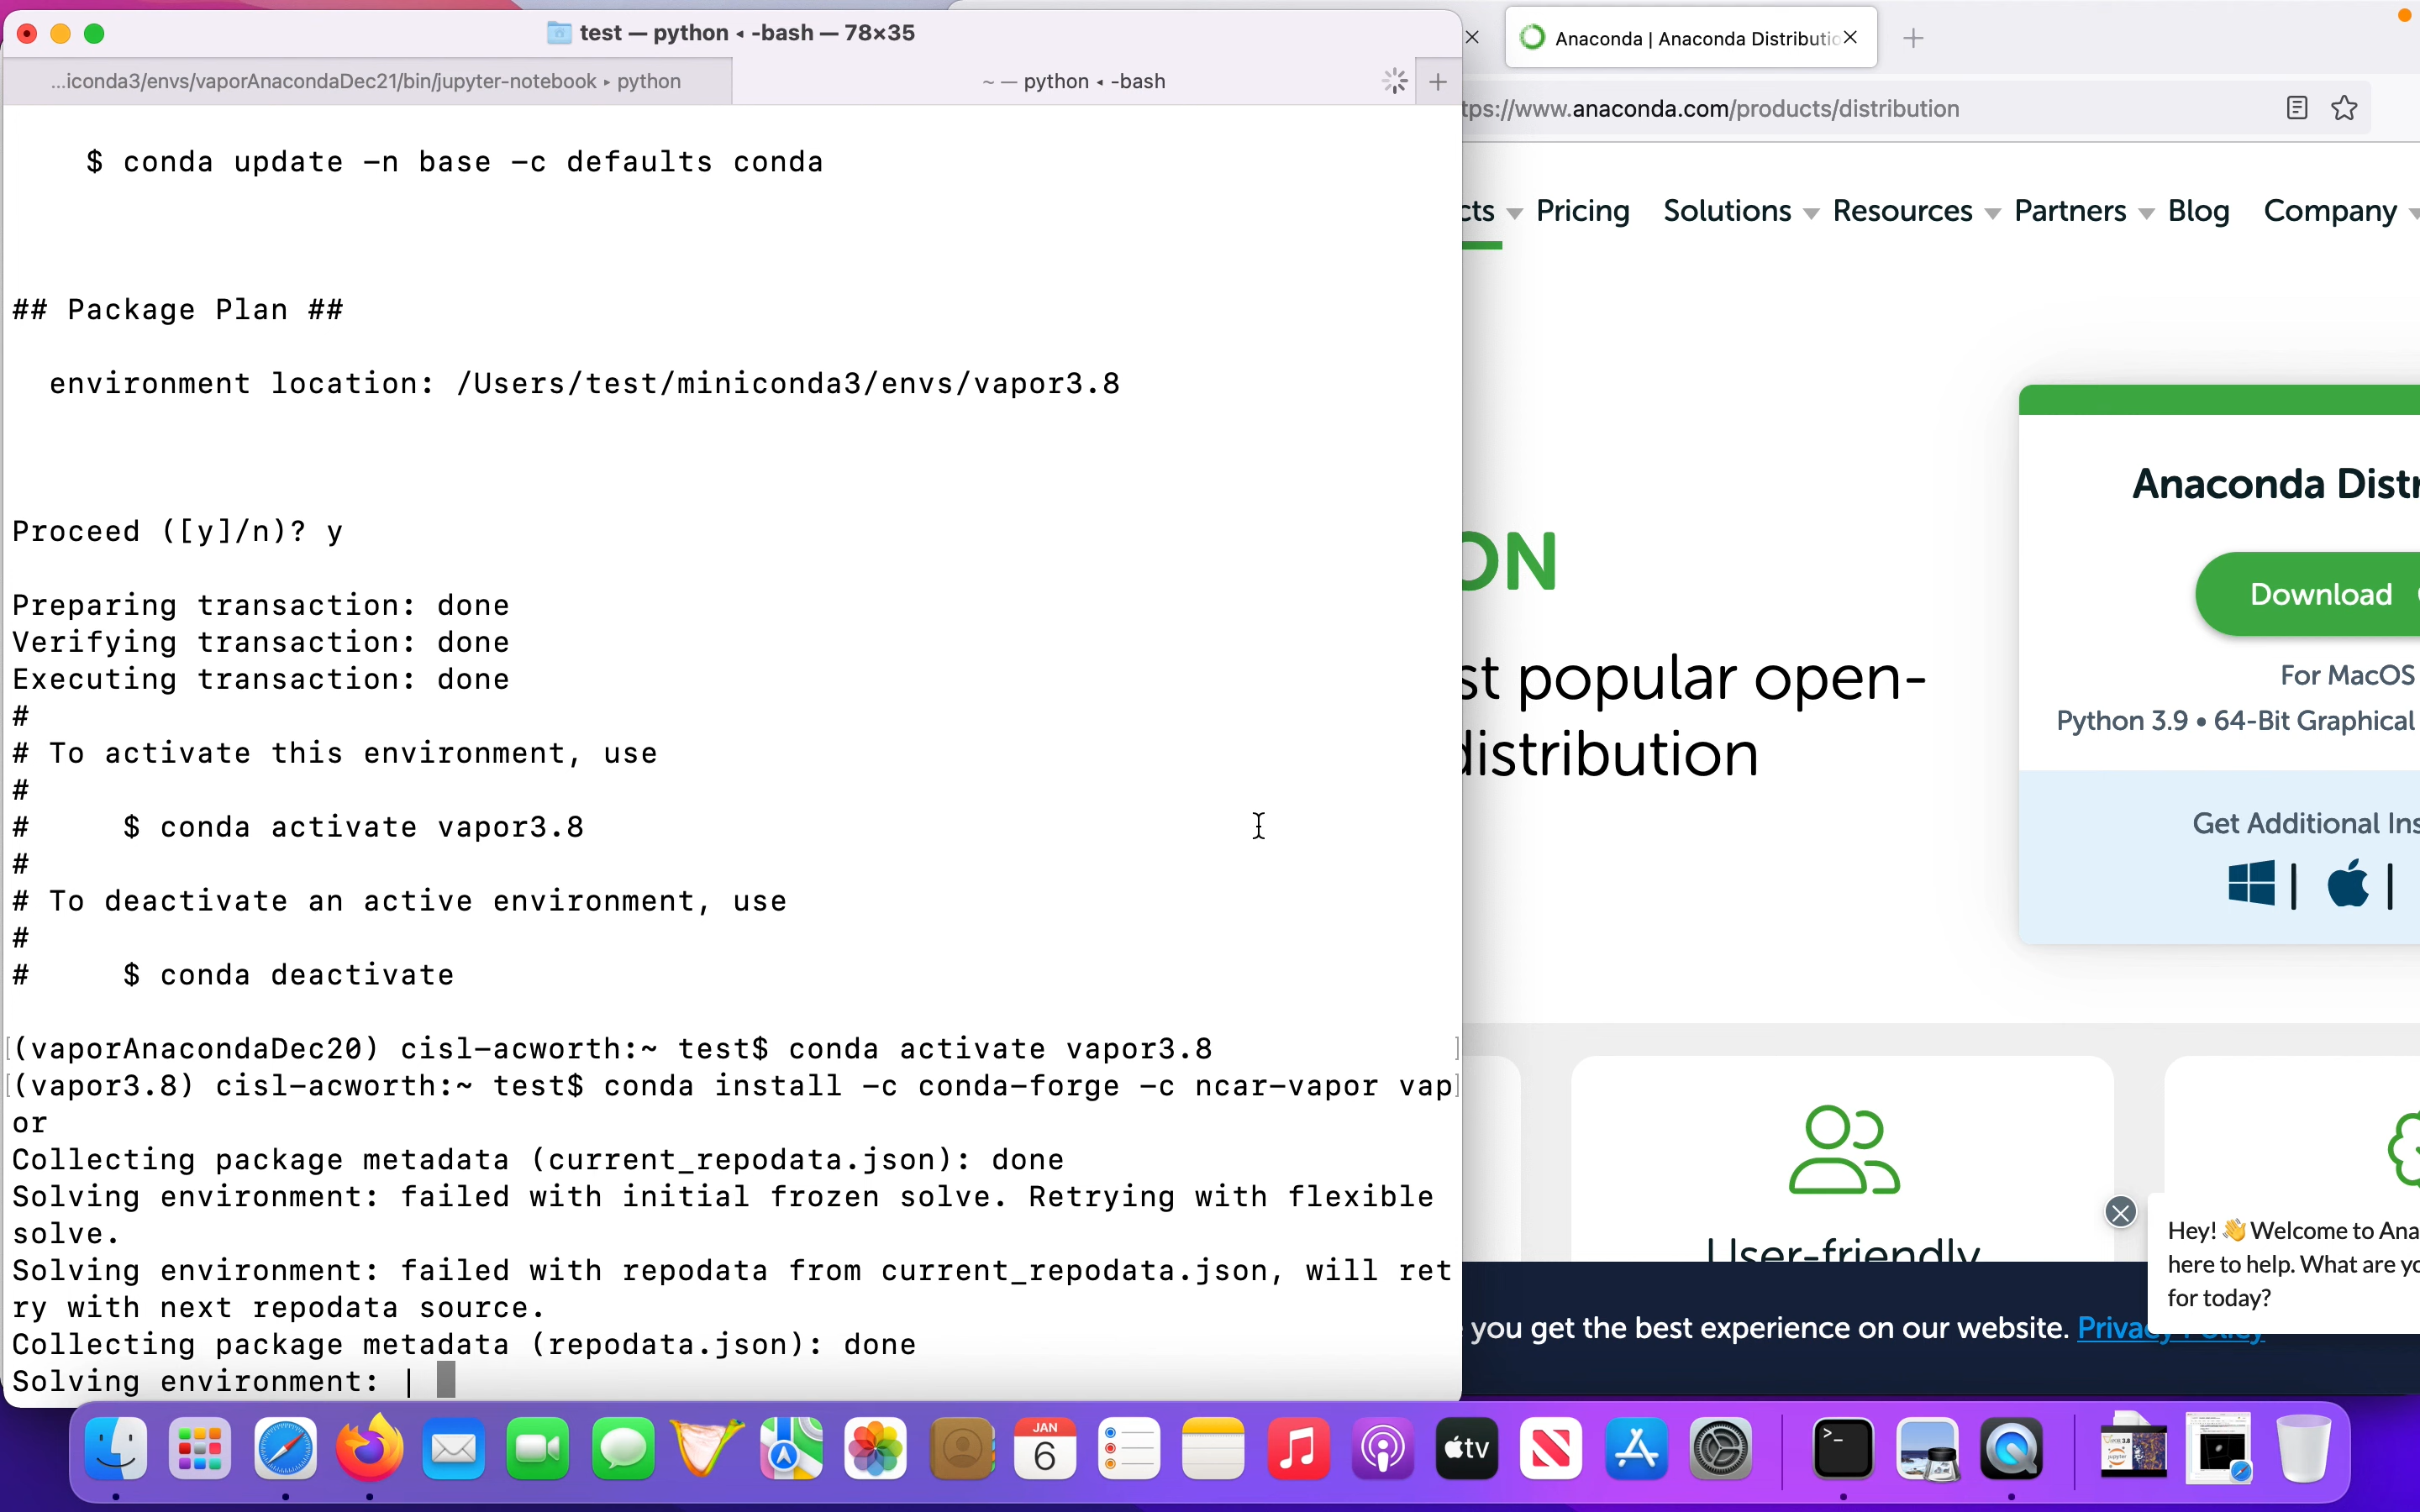 test — python ◂ -bash — 78×35
...iconda3/envs/vaporAnacondaDec21/bin/jupyter-notebook ▸ python
~ — python ◂ -bash
$ conda update -n base -c defaults conda
## Package Plan ##
environment location: /Users/test/miniconda3/envs/vapor3.8
Proceed ([y]/n)? y
Preparing transaction: done
Verifying transaction: done
Executing transaction: done
#
# To activate this environment, use
#
#     $ conda activate vapor3.8
#
# To deactivate an active environment, use
#
#     $ conda deactivate
(vaporAnacondaDec20) cisl-acworth:~ test$ conda activate vapor3.8
(vapor3.8) cisl-acworth:~ test$ conda install -c conda-forge -c ncar-vapor vap
or
Collecting package metadata (current_repodata.json): done
Solving environment: failed with initial frozen solve. Retrying with flexible
solve.
Solving environment: failed with repodata from current_repodata.json, will ret
ry with next repodata source.
Collecting package metadata (repodata.json): done
Solving environment: |
Anaconda | Anaconda Distributio
tps://www.anaconda.com/products/distribution
cts Pricing Solutions Resources Partners Blog Company
ON
st popular open-
distribution
Anaconda Distr
Download
For MacOS
Python 3.9 • 64-Bit Graphical
Get Additional Ins
User-friendly
Hey! 👋 Welcome to Ana
here to help. What are yo
for today?
you get the best experience on our website. Privacy Policy
JAN
6
tv